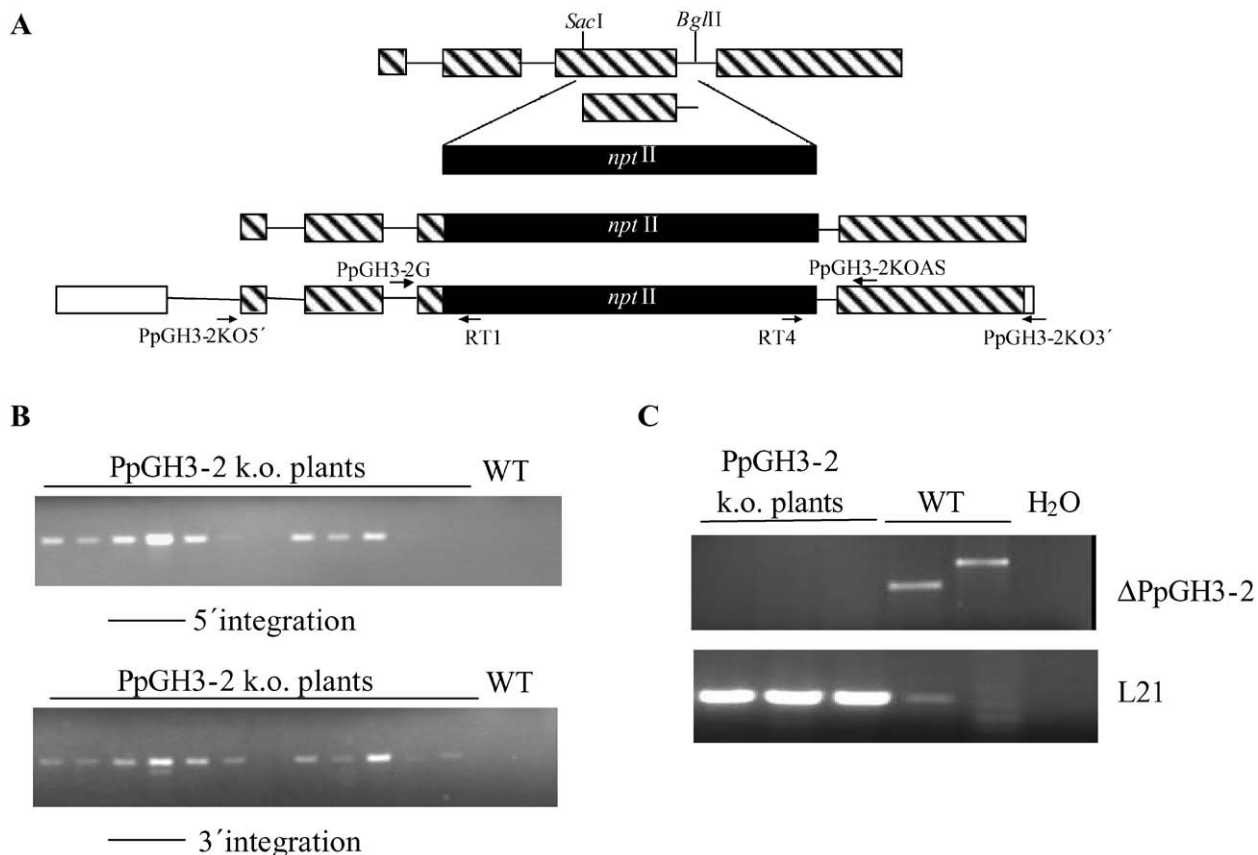 A
SacI
BglII
nptII
nptII
PpGH3-2G
PpGH3-2KOAS
nptII
PpGH3-2KO5´
RT1
RT4
PpGH3-2KO3´
B
PpGH3-2 k.o. plants WT
5´integration
PpGH3-2 k.o. plants WT
3´integration
C
PpGH3-2
k.o. plants WT H₂O
ΔPpGH3-2
L21